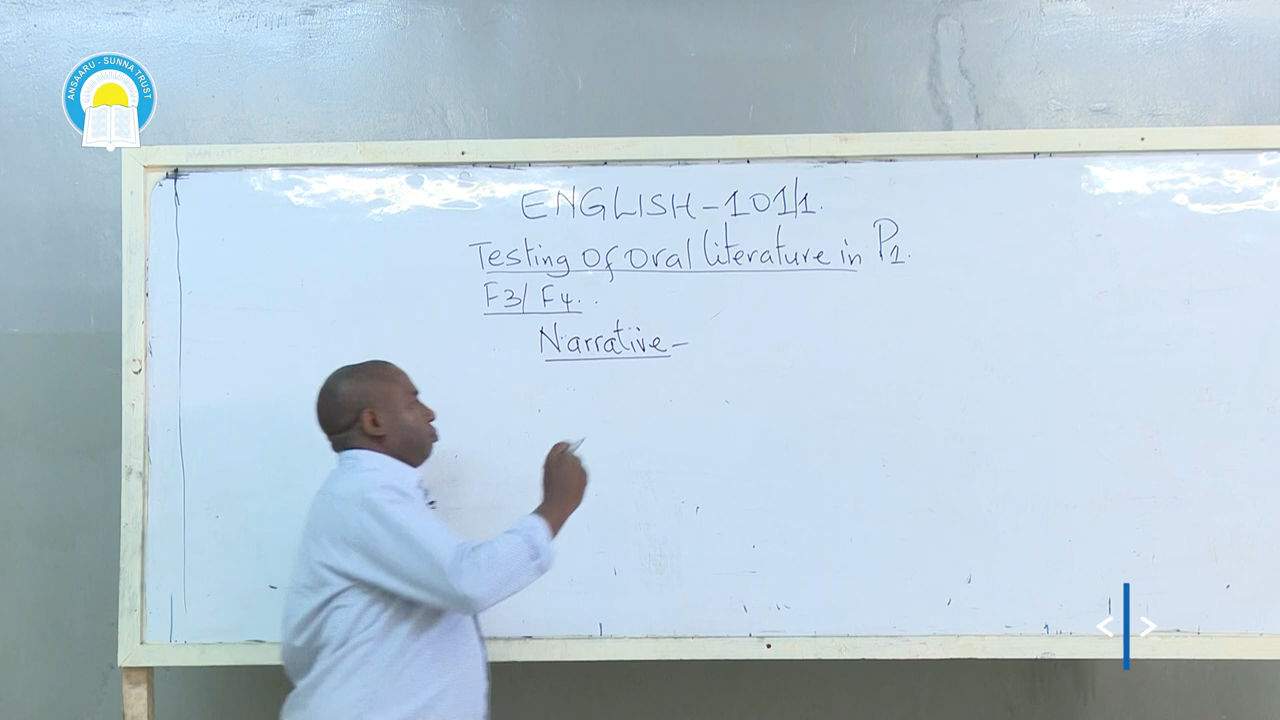 ANSAARU - SUNNA TRUST
ENGLISH - 101/1.
Testing Of Oral literature in P1.
F3/ F4. .
Narrative -